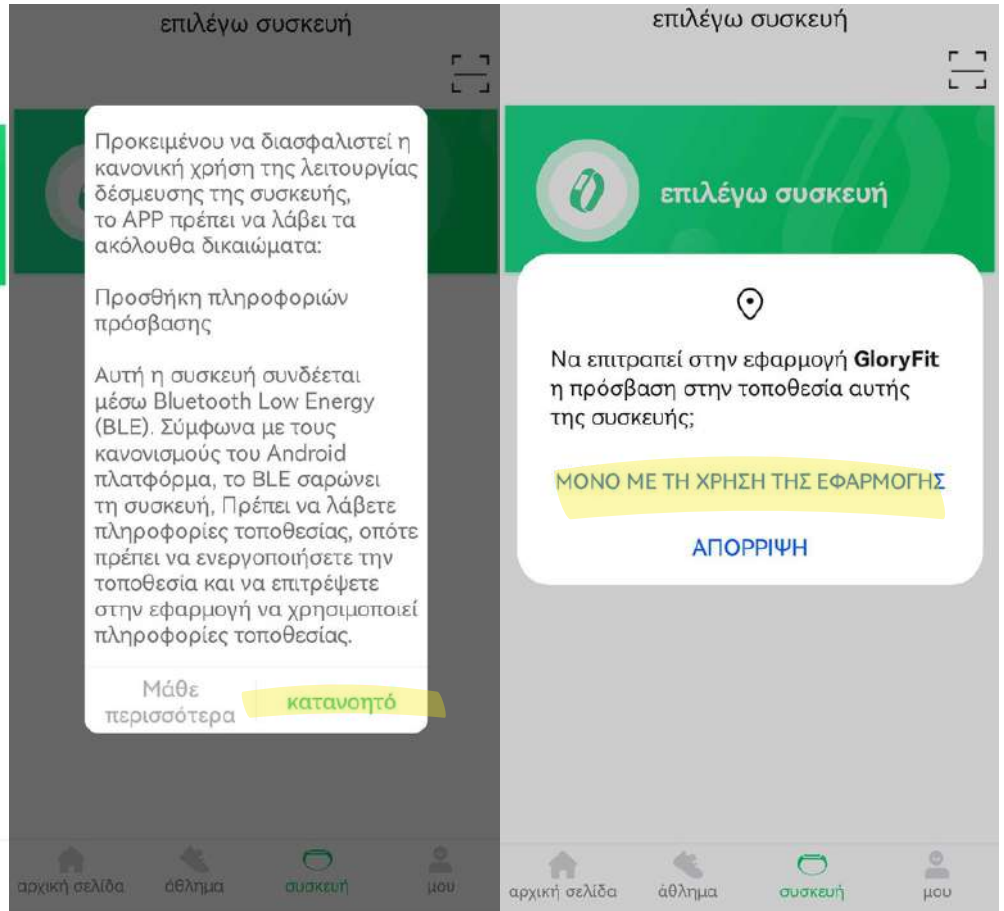 επιλέγω συσκευή
Προκειμένου να διασφαλιστεί η
κανονική χρήση της λειτουργίας
δέσμευσης της συσκευής,
το APP πρέπει να λάβει τα
ακόλουθα δικαιώματα:
Προσθήκη πληροφοριών
πρόσβασης
Αυτή η συσκευή συνδέεται
μέσω Bluetooth Low Energy
(BLE). Σύμφωνα με τους
κανονισμούς του Android
πλατφόρμα, το BLE σαρώνει
τη συσκευή, Πρέπει να λάβετε
πληροφορίες τοποθεσίας, οπότε
πρέπει να ενεργοποιήσετε την
τοποθεσία και να επιτρέψετε
στην εφαρμογή να χρησιμοποιεί
πληροφορίες τοποθεσίας.
Μάθε
περισσότερα
κατανοητό
αρχική σελίδα άθλημα συσκευή μου
επιλέγω συσκευή
επιλέγω συσκευή
Να επιτραπεί στην εφαρμογή GloryFit
η πρόσβαση στην τοποθεσία αυτής
της συσκευής;
ΜΟΝΟ ΜΕ ΤΗ ΧΡΗΣΗ ΤΗΣ ΕΦΑΡΜΟΓΗΣ
ΑΠΟΡΡΙΨΗ
αρχική σελίδα άθλημα συσκευή μου